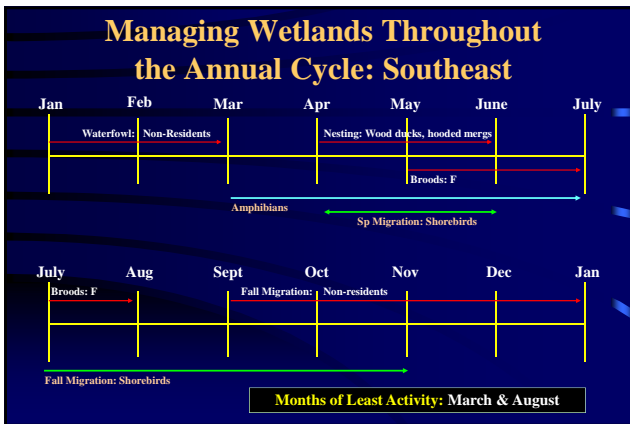 Managing Wetlands Throughout
the Annual Cycle: Southeast
Jan Feb Mar Apr May June July
Waterfowl: Non-Residents Nesting: Wood ducks, hooded mergs
Broods: F
Amphibians
Sp Migration: Shorebirds
July Aug Sept Oct Nov Dec Jan
Broods: F Fall Migration: Non-residents
Fall Migration: Shorebirds
Months of Least Activity: March & August